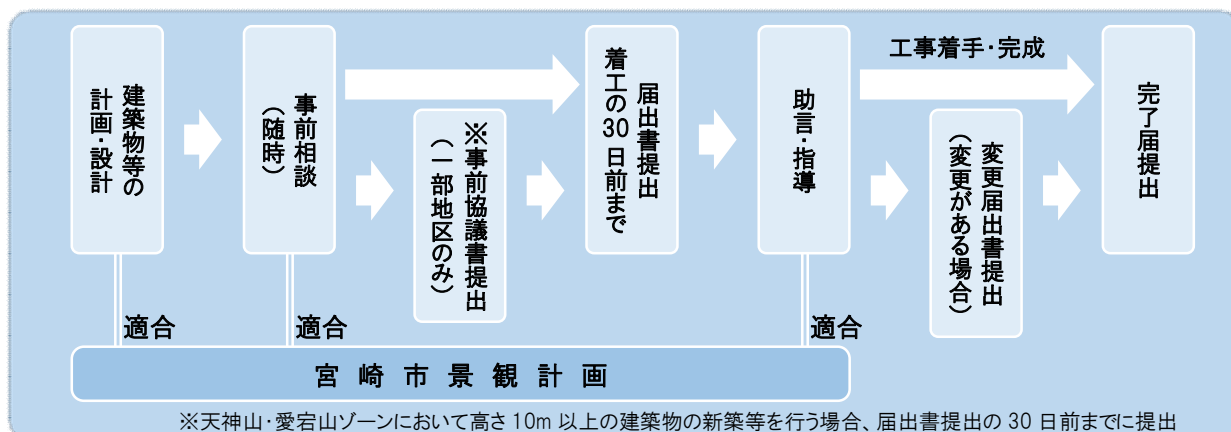 建築物等の
計画・設計
事前相談
（随時）
※事前協議書提出
（一部地区のみ）
届出書提出
着工の30日前まで
助言・指導
工事着手・完成
変更届出書提出
（変更がある場合）
完了届提出
適合
適合
適合
宮崎市景観計画
※天神山・愛宕山ゾーンにおいて高さ10m以上の建築物の新築等を行う場合、届出書提出の30日前までに提出